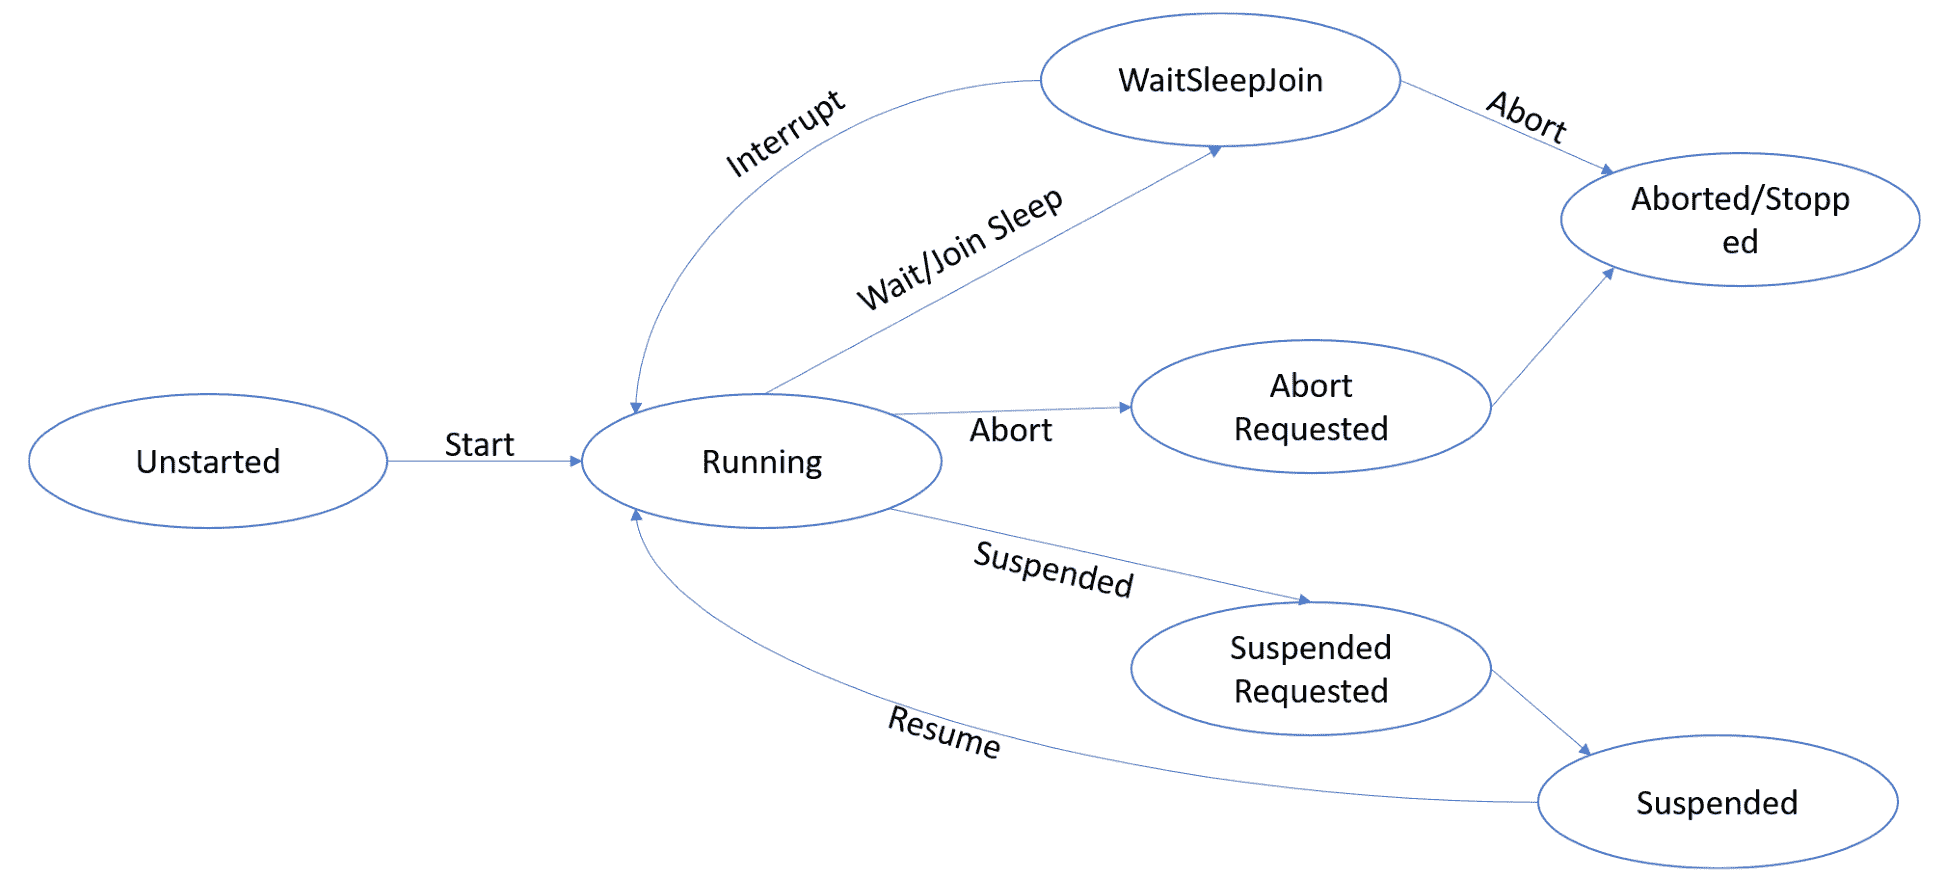 WaitSleepJoin
Abort
Interrupt
Aborted/Stopp
ed
Wait/Join Sleep
Abort
Requested
Abort
Start
Unstarted
Running
Suspended
Suspended
Requested
Resume
Suspended